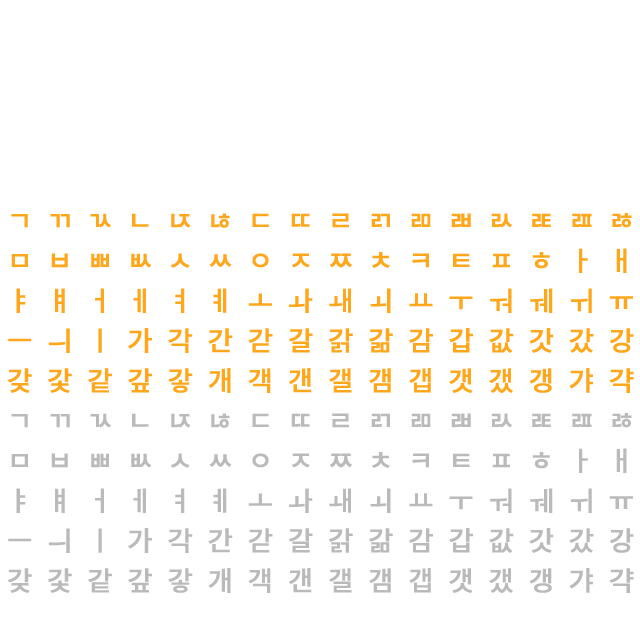 ㄱ ㄲ ㄳ ㄴ ㄵ ㄶ ㄷ ㄸ ㄹ ㄺ ㄻ ㄼ ㄽ ㄾ ㄿ ㅀ
ㅁ ㅂ ㅃ ㅄ ㅅ ㅆ ㅇ ㅈ ㅉ ㅊ ㅋ ㅌ ㅍ ㅎ ㅏ ㅐ
ㅑ ㅒ ㅓ ㅔ ㅕ ㅖ ㅗ ㅘ ㅙ ㅚ ㅛ ㅜ ㅝ ㅞ ㅟ ㅠ
ㅡ ㅢ ㅣ 가 각 간 갇 갈 갉 갊 감 갑 값 갓 갔 강
갖 갗 같 갚 갛 개 객 갠 갤 갬 갭 갯 갰 갱 갸 갹
ㄱ ㄲ ㄳ ㄴ ㄵ ㄶ ㄷ ㄸ ㄹ ㄺ ㄻ ㄼ ㄽ ㄾ ㄿ ㅀ
ㅁ ㅂ ㅃ ㅄ ㅅ ㅆ ㅇ ㅈ ㅉ ㅊ ㅋ ㅌ ㅍ ㅎ ㅏ ㅐ
ㅑ ㅒ ㅓ ㅔ ㅕ ㅖ ㅗ ㅘ ㅙ ㅚ ㅛ ㅜ ㅝ ㅞ ㅟ ㅠ
ㅡ ㅢ ㅣ 가 각 간 갇 갈 갉 갊 감 갑 값 갓 갔 강
갖 갗 같 갚 갛 개 객 갠 갤 갬 갭 갯 갰 갱 갸 갹